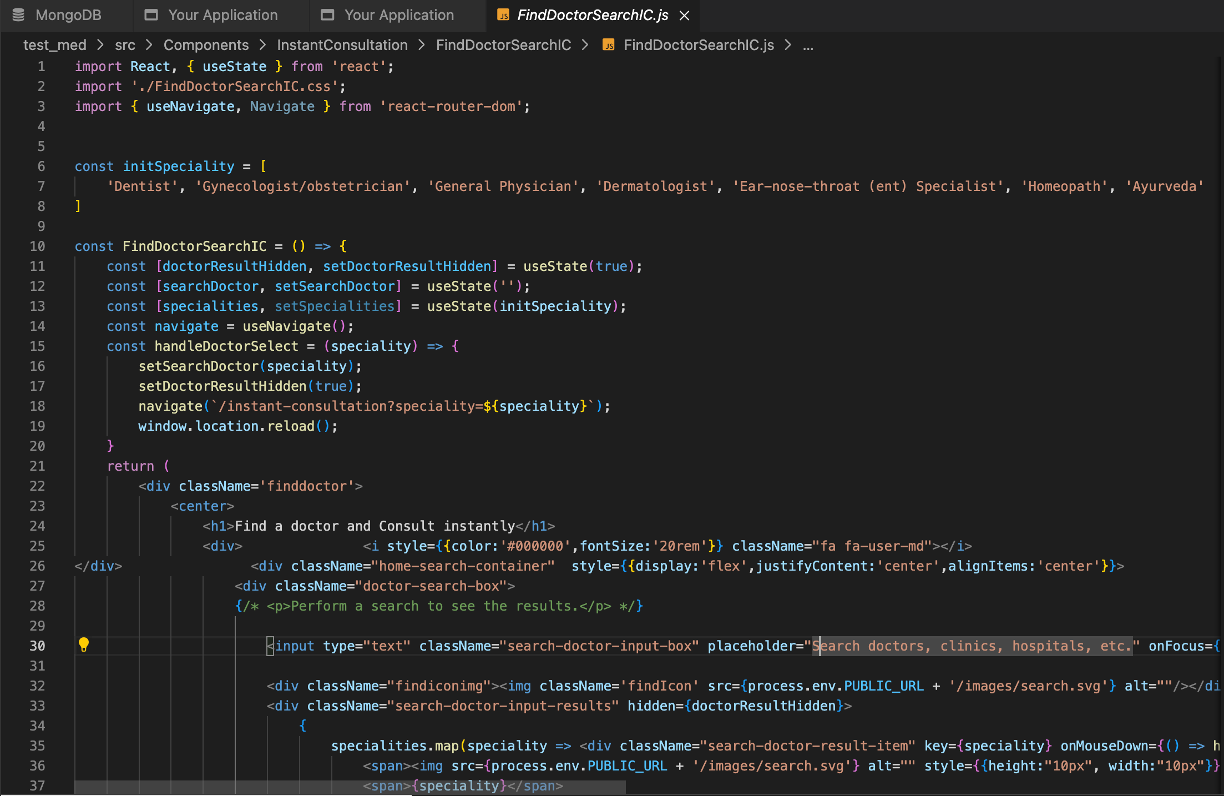 MongoDB Your Application Your Application JS FindDoctorSearchIC.js ×
test_med > src > Components > InstantConsultation > FindDoctorSearchIC > JS FindDoctorSearchIC.js > ...
1 import React, { useState } from 'react';
2 import './FindDoctorSearchIC.css';
3 import { useNavigate, Navigate } from 'react-router-dom';
4
5
6 const initSpeciality = [
7 'Dentist', 'Gynecologist/obstetrician', 'General Physician', 'Dermatologist', 'Ear-nose-throat (ent) Specialist', 'Homeopath', 'Ayurveda'
8 ]
9
10 const FindDoctorSearchIC = () => {
11 const [doctorResultHidden, setDoctorResultHidden] = useState(true);
12 const [searchDoctor, setSearchDoctor] = useState('');
13 const [specialities, setSpecialities] = useState(initSpeciality);
14 const navigate = useNavigate();
15 const handleDoctorSelect = (speciality) => {
16 setSearchDoctor(speciality);
17 setDoctorResultHidden(true);
18 navigate(`/instant-consultation?speciality=${speciality}`);
19 window.location.reload();
20 }
21 return (
22 <div className='finddoctor'>
23 <center>
24 <h1>Find a doctor and Consult instantly</h1>
25 <div> <i style={{color:'#000000',fontSize:'20rem'}} className="fa fa-user-md"></i>
26 </div> <div className="home-search-container" style={{display:'flex',justifyContent:'center',alignItems:'center'}}>
27 <div className="doctor-search-box">
28 {/* <p>Perform a search to see the results.</p> */}
29
30 <input type="text" className="search-doctor-input-box" placeholder="Search doctors, clinics, hospitals, etc." onFocus={
31
32 <div className="findiconimg"><img className='findIcon' src={process.env.PUBLIC_URL + '/images/search.svg'} alt=""/></di
33 <div className="search-doctor-input-results" hidden={doctorResultHidden}>
34 {
35 specialities.map(speciality => <div className="search-doctor-result-item" key={speciality} onMouseDown={() => h
36 <span><img src={process.env.PUBLIC_URL + '/images/search.svg'} alt="" style={{height:"10px", width:"10px"}}
37 <span>{speciality}</span>